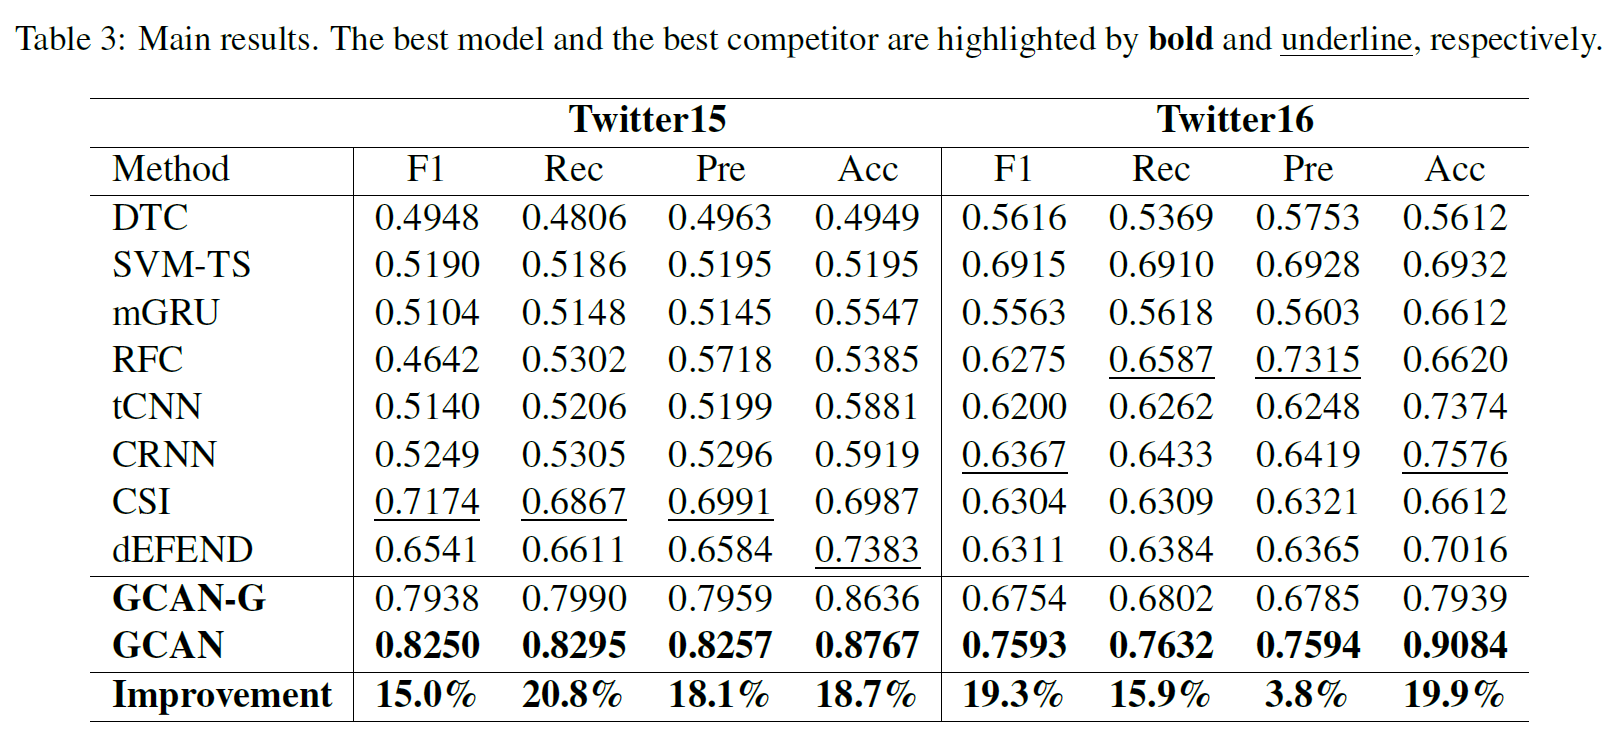 Table 3: Main results. The best model and the best competitor are highlighted by bold and underline, respectively.
Twitter15 Twitter16
Method F1 Rec Pre Acc F1 Rec Pre Acc
DTC 0.4948 0.4806 0.4963 0.4949 0.5616 0.5369 0.5753 0.5612
SVM-TS 0.5190 0.5186 0.5195 0.5195 0.6915 0.6910 0.6928 0.6932
mGRU 0.5104 0.5148 0.5145 0.5547 0.5563 0.5618 0.5603 0.6612
RFC 0.4642 0.5302 0.5718 0.5385 0.6275 0.6587 0.7315 0.6620
tCNN 0.5140 0.5206 0.5199 0.5881 0.6200 0.6262 0.6248 0.7374
CRNN 0.5249 0.5305 0.5296 0.5919 0.6367 0.6433 0.6419 0.7576
CSI 0.7174 0.6867 0.6991 0.6987 0.6304 0.6309 0.6321 0.6612
dEFEND 0.6541 0.6611 0.6584 0.7383 0.6311 0.6384 0.6365 0.7016
GCAN-G 0.7938 0.7990 0.7959 0.8636 0.6754 0.6802 0.6785 0.7939
GCAN 0.8250 0.8295 0.8257 0.8767 0.7593 0.7632 0.7594 0.9084
Improvement 15.0% 20.8% 18.1% 18.7% 19.3% 15.9% 3.8% 19.9%